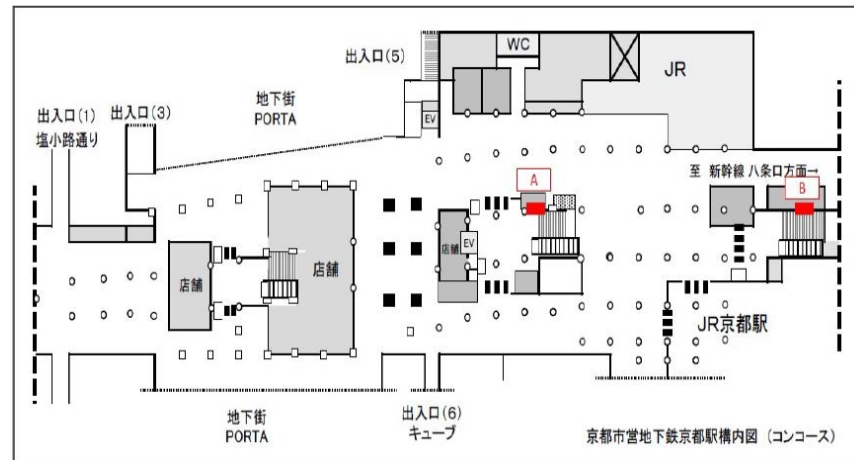 出入口(5)
WC
JR
EV
地下街
PORTA
出入口(1)
塩小路通り
出入口(3)
至 新幹線 八条口方面→
A
B
店舗
店舗
店舗
EV
JR京都駅
地下街
PORTA
出入口(6)
キューブ
京都市営地下鉄京都駅構内図 (コンコース)